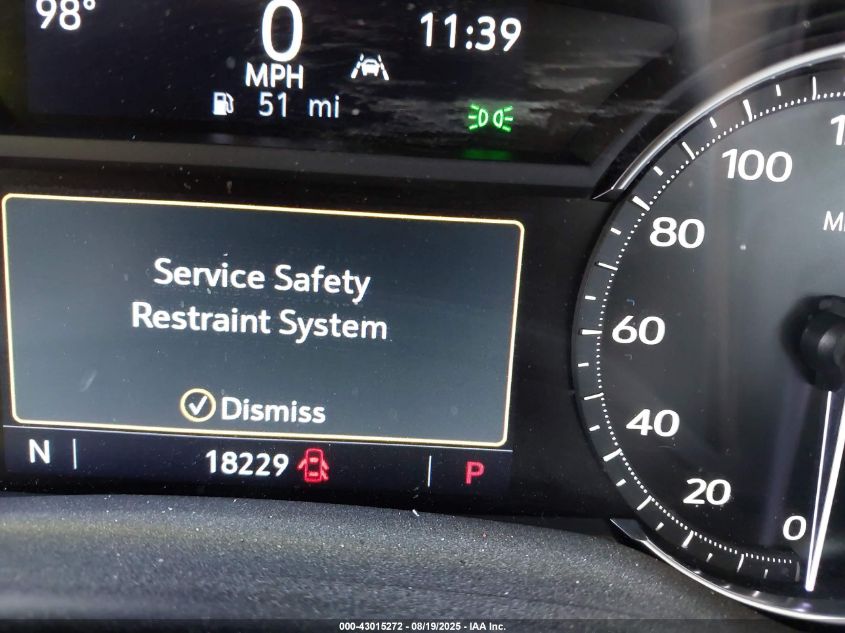 98°
0
11:39
MPH
51 mi
Service Safety
Restraint System
Dismiss
N
18229
P
100
80
60
40
20
0
000-43015272 - 08/19/2025 - IAA Inc.